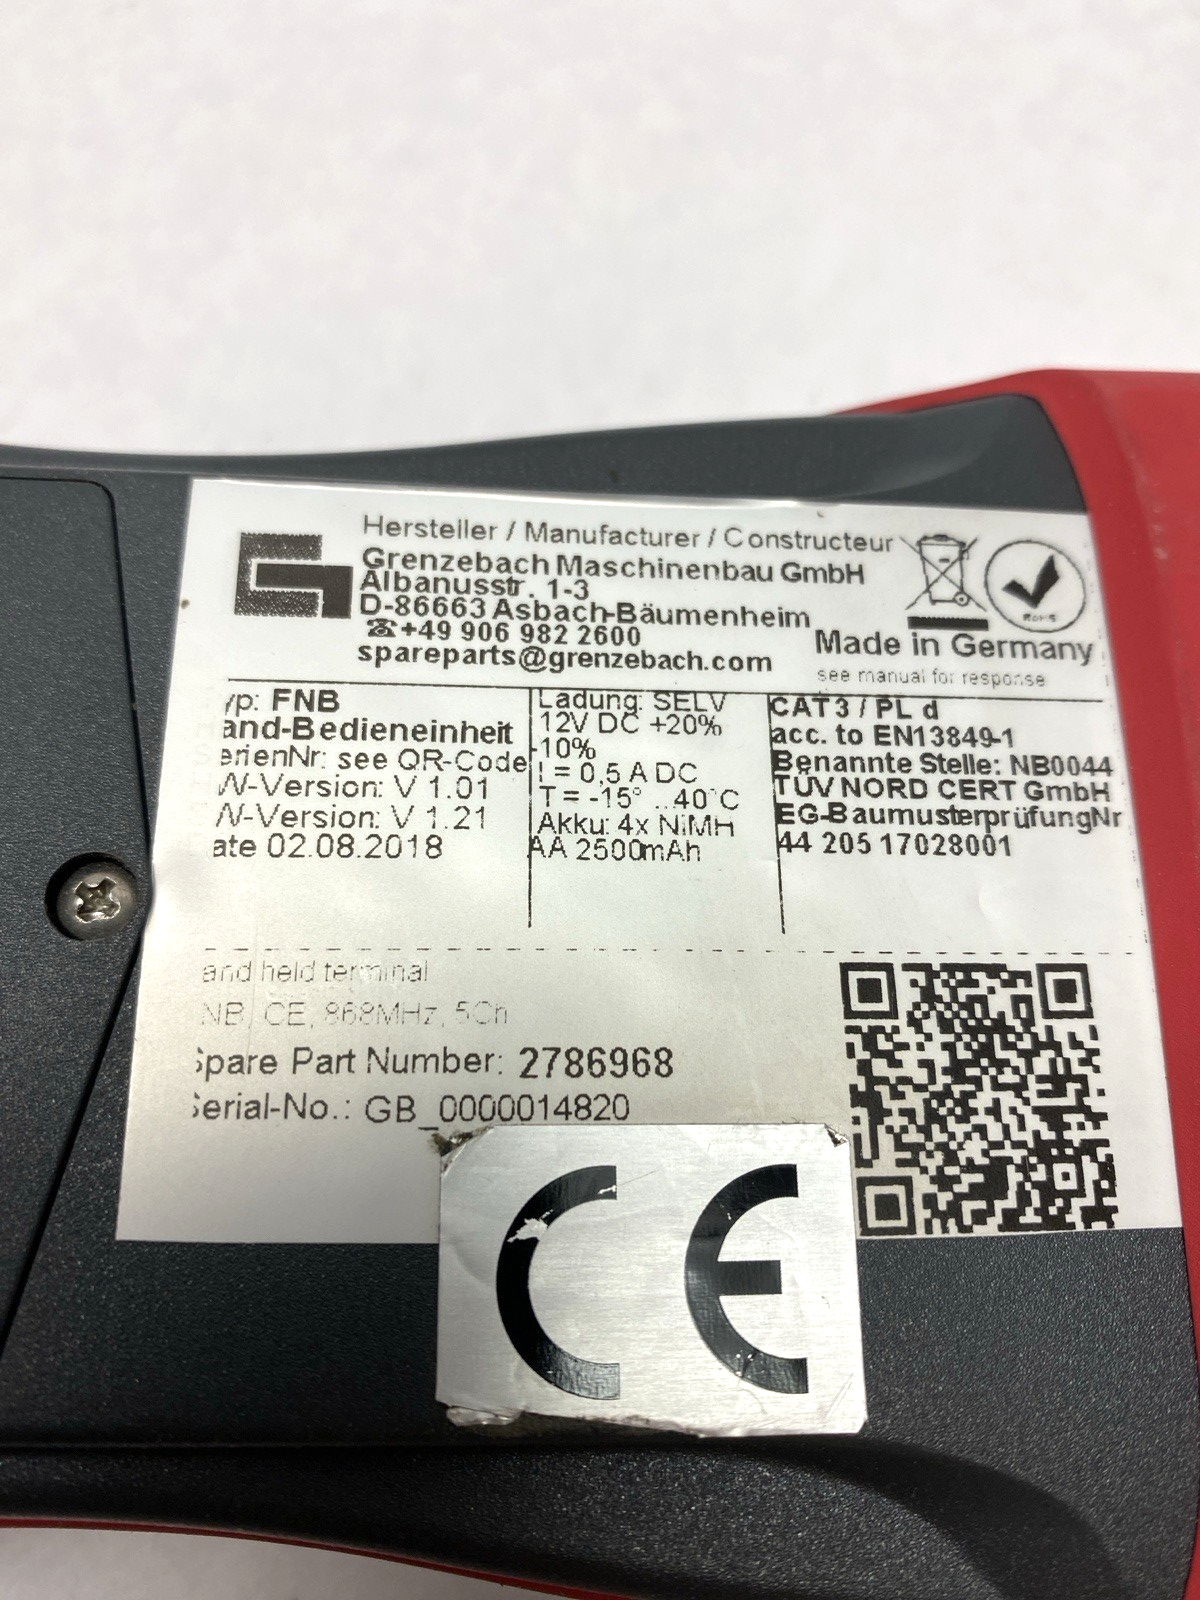 Hersteller / Manufacturer / Constructeur
Grenzebach Maschinenbau GmbH
Albanusstr. 1-3
D-86663 Asbach-Bäumenheim
☎+49 906 982 2600
spareparts@grenzebach.com
RoHS
Made in Germany
see manual for response
yp: FNB
and-Bedieneinheit
erienNr: see QR-Code
W-Version: V 1.01
W-Version: V 1.21
ate 02.08.2018
Ladung: SELV
12V DC +20%
-10%
I = 0,5 A DC
T = -15° ..40°C
Akku: 4x NiMH
AA 2500mAh
CAT3 / PL d
acc. to EN13849-1
Benannte Stelle: NB0044
TÜV NORD CERT GmbH
EG-BaumusterprüfungNr
44 205 17028001
and held terminal
NB, CE, 868MHz, 5Ch
Spare Part Number: 2786968
Serial-No.: GB_0000014820
CE